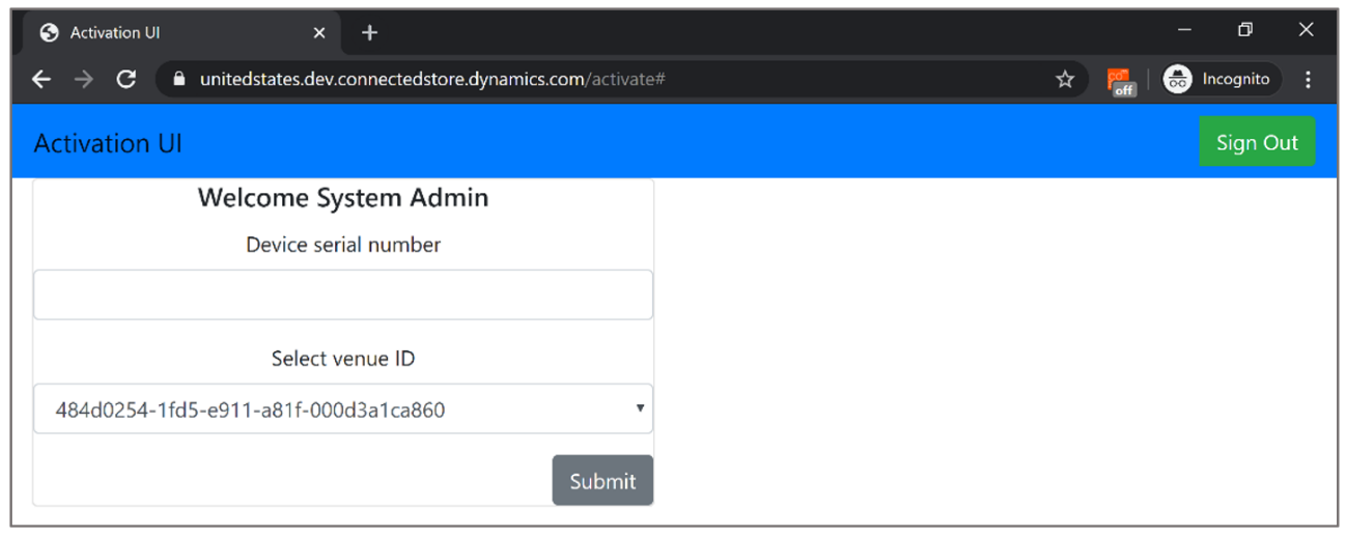 Activation UI
unitedstates.dev.connectedstore.dynamics.com/activate#
off
Incognito
Activation UI
Sign Out
Welcome System Admin
Device serial number
Select venue ID
484d0254-1fd5-e911-a81f-000d3a1ca860
Submit